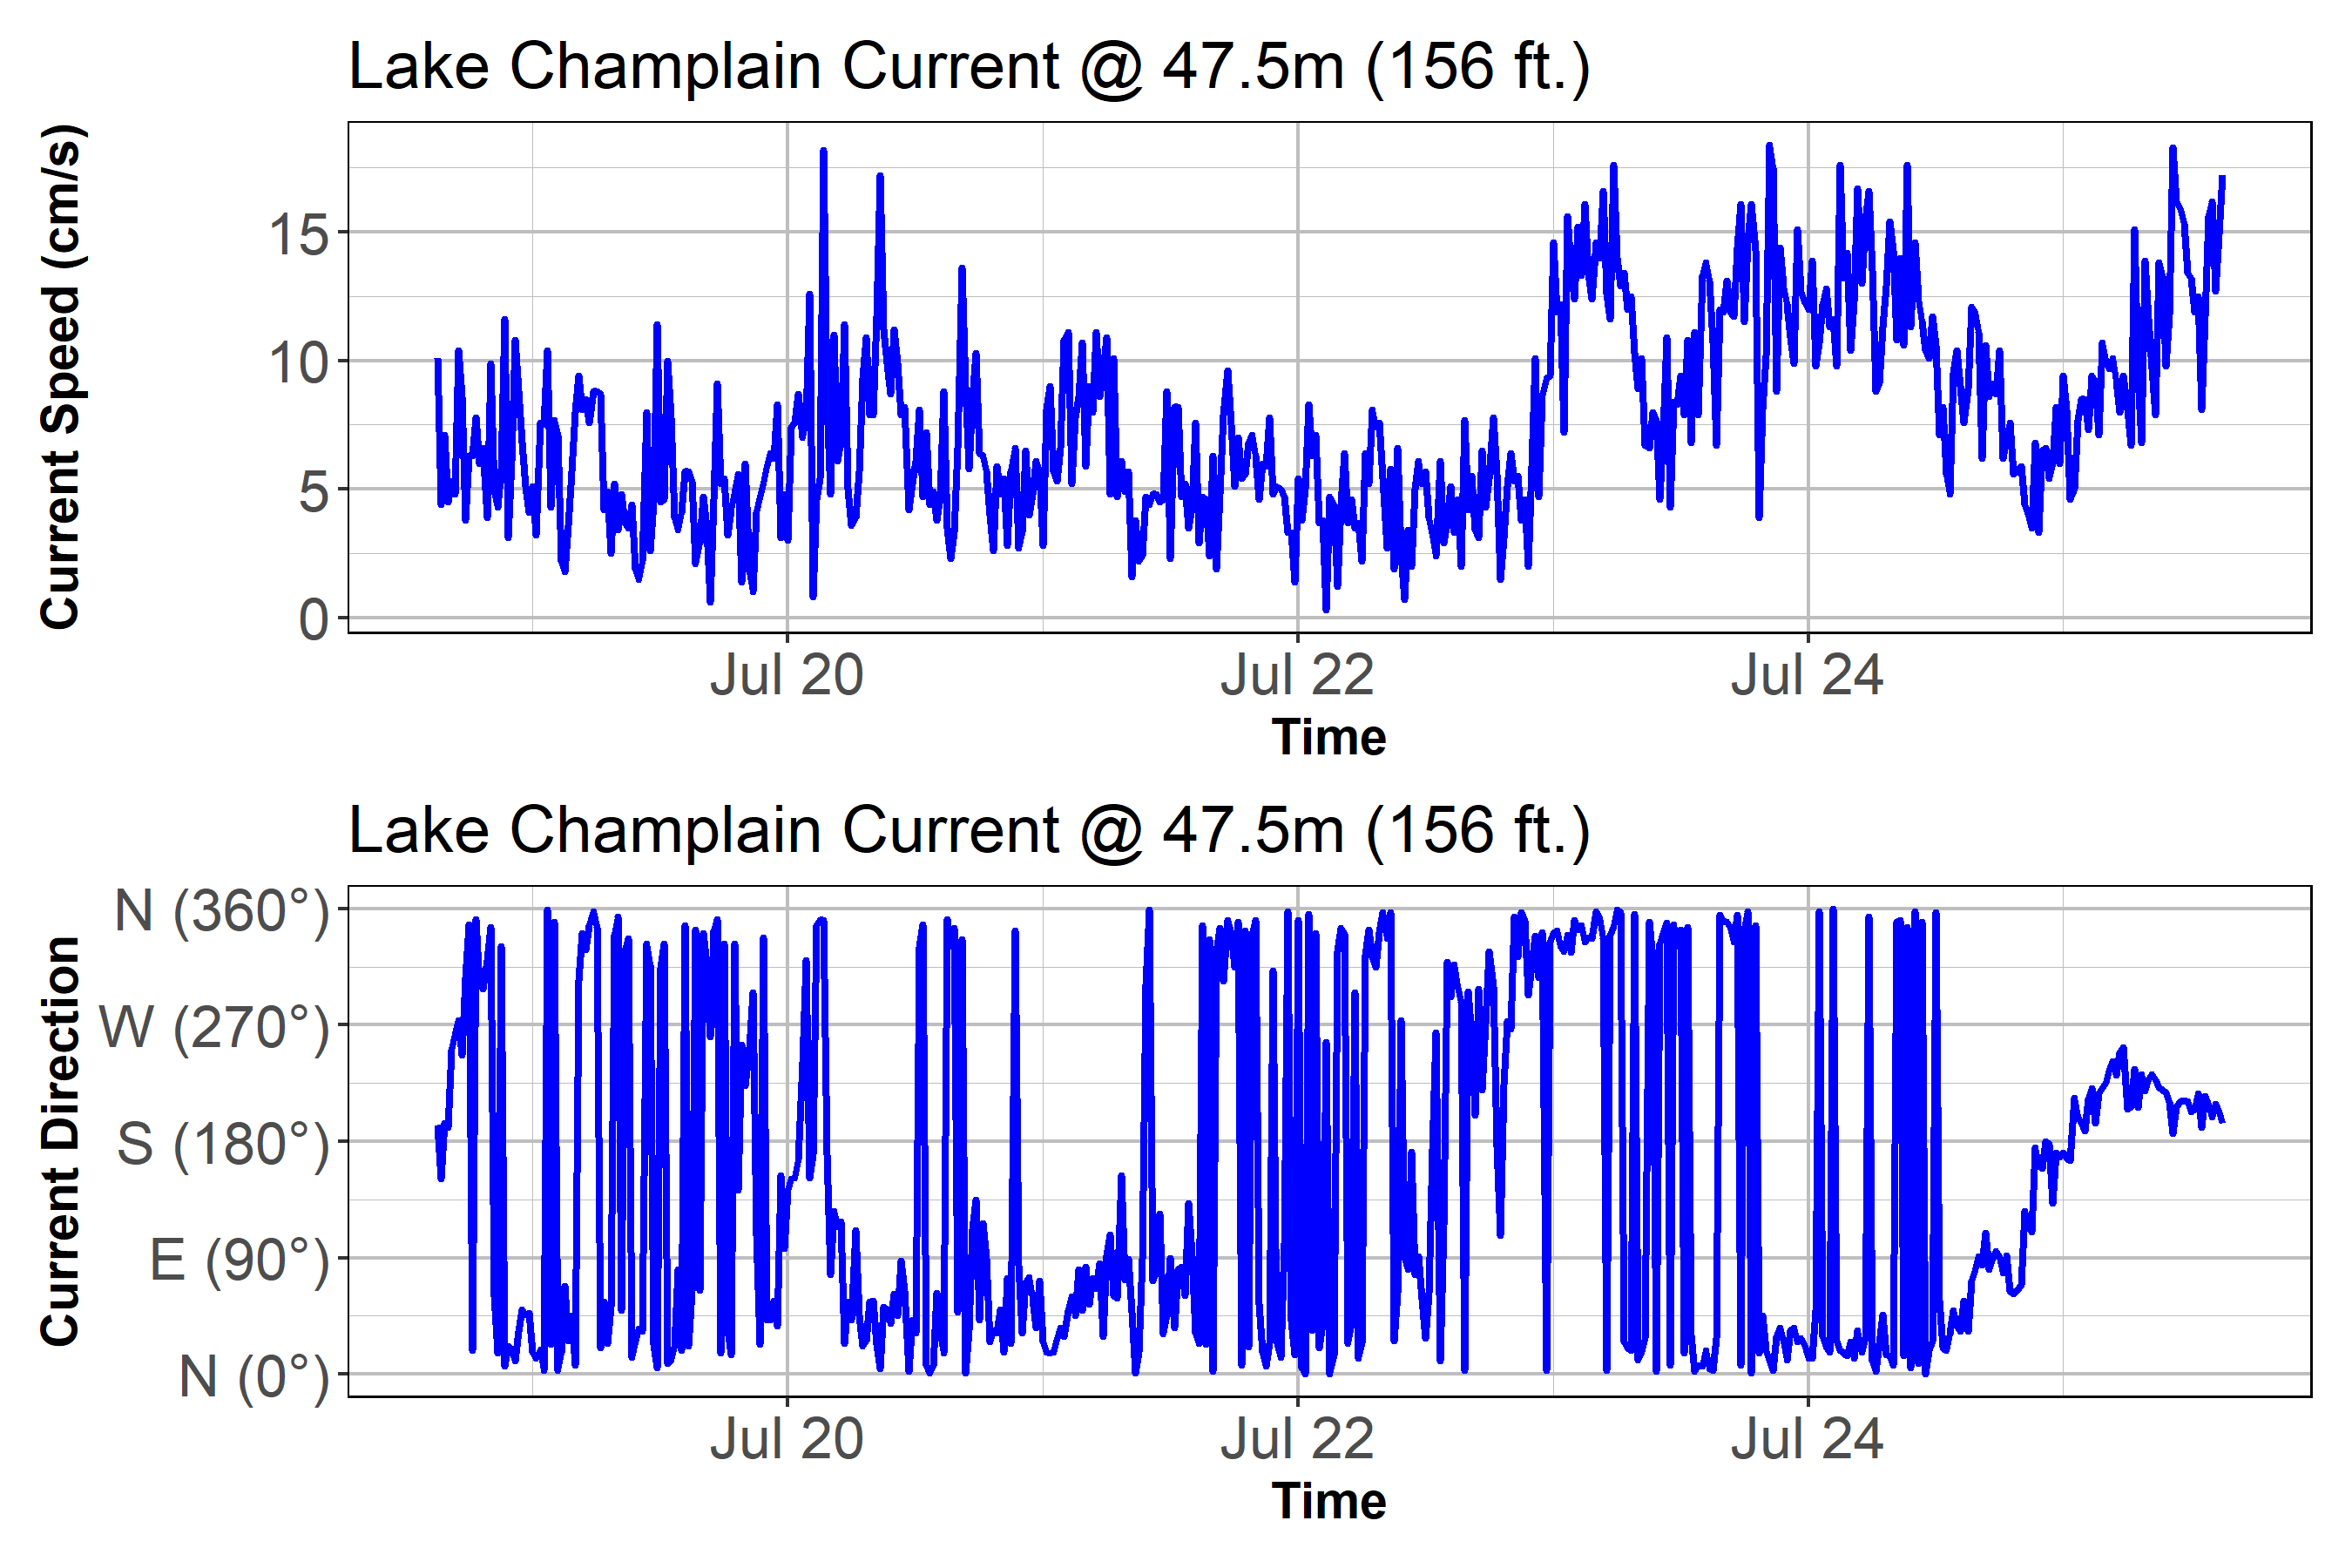 Lake Champlain Current @ 47.5m (156 ft.)
Current Speed (cm/s)
15
10
5
0
Jul 20
Jul 22
Jul 24
Time
Lake Champlain Current @ 47.5m (156 ft.)
Current Direction
N (360°)
W (270°)
S (180°)
E (90°)
N (0°)
Jul 20
Jul 22
Jul 24
Time